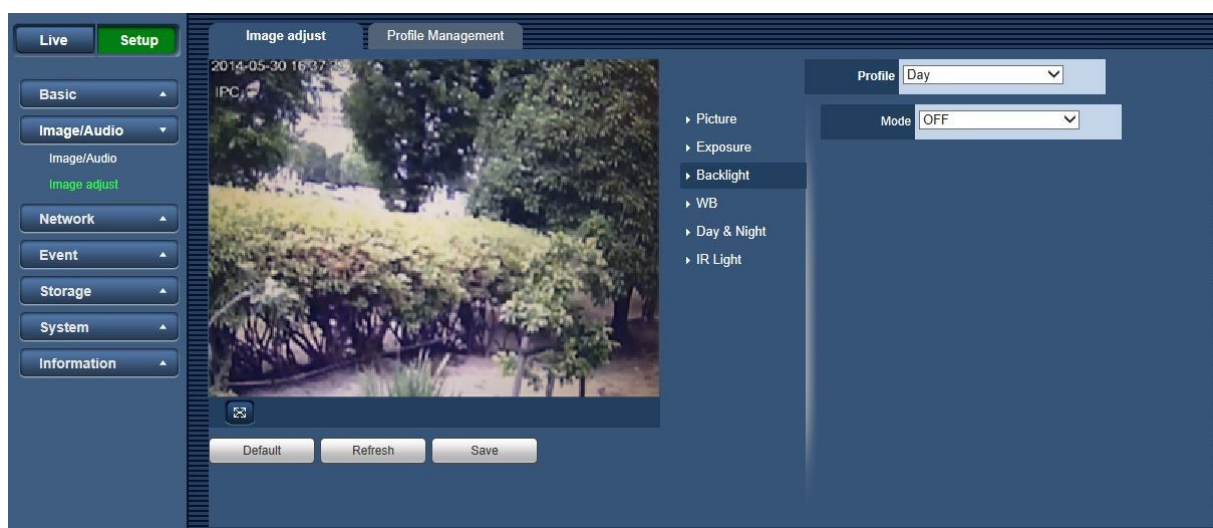 Live Setup
Image adjust Profile Management
Basic
Image/Audio
Image/Audio
Image adjust
Network
Event
Storage
System
Information
2014-05-30 16:37:
IPC
Picture
Exposure
Backlight
WB
Day & Night
IR Light
Profile Day
Mode OFF
Default Refresh Save